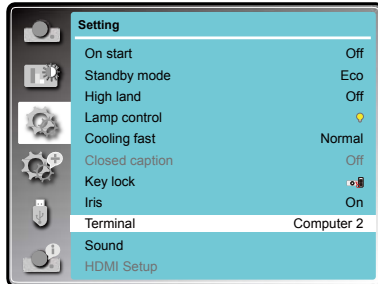 Setting
On start Off
Standby mode Eco
High land Off
Lamp control
Cooling fast Normal
Closed caption Off
Key lock
Iris On
Terminal Computer 2
Sound
HDMI Setup